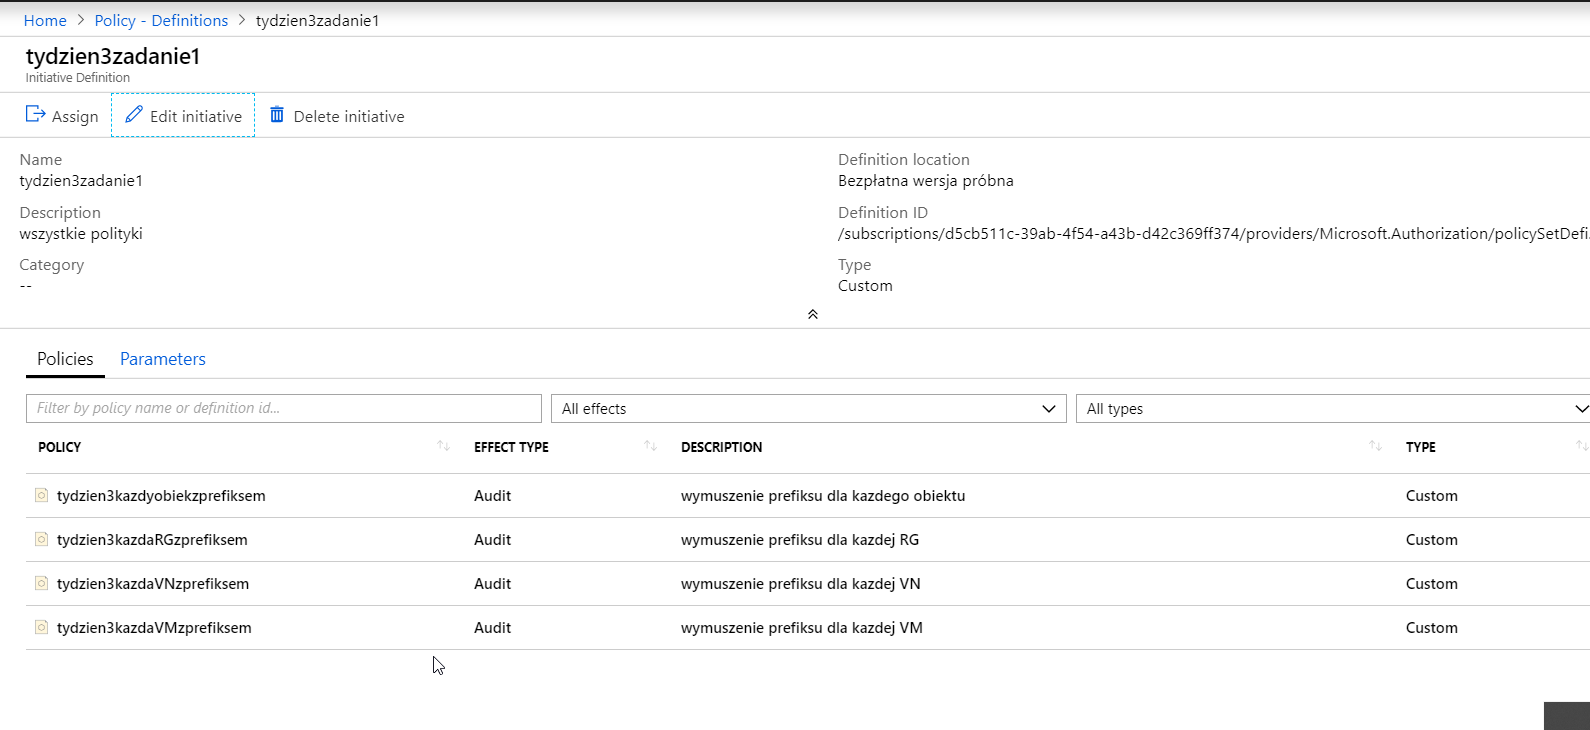 Home > Policy - Definitions > tydzien3zadanie1
tydzien3zadanie1
Initiative Definition
Assign Edit initiative Delete initiative
Name
tydzien3zadanie1
Description
wszystkie polityki
Category
--
Definition location
Bezpłatna wersja próbna
Definition ID
/subscriptions/d5cb511c-39ab-4f54-a43b-d42c369ff374/providers/Microsoft.Authorization/policySetDefi.
Type
Custom
Policies Parameters
Filter by policy name or definition id... All effects All types
POLICY EFFECT TYPE DESCRIPTION TYPE
tydzien3kazdyobiekzprefiksem Audit wymuszenie prefiksu dla kazdego obiektu Custom
tydzien3kazdaRGzprefiksem Audit wymuszenie prefiksu dla kazdej RG Custom
tydzien3kazdaVNzprefiksem Audit wymuszenie prefiksu dla kazdej VN Custom
tydzien3kazdaVMzprefiksem Audit wymuszenie prefiksu dla kazdej VM Custom